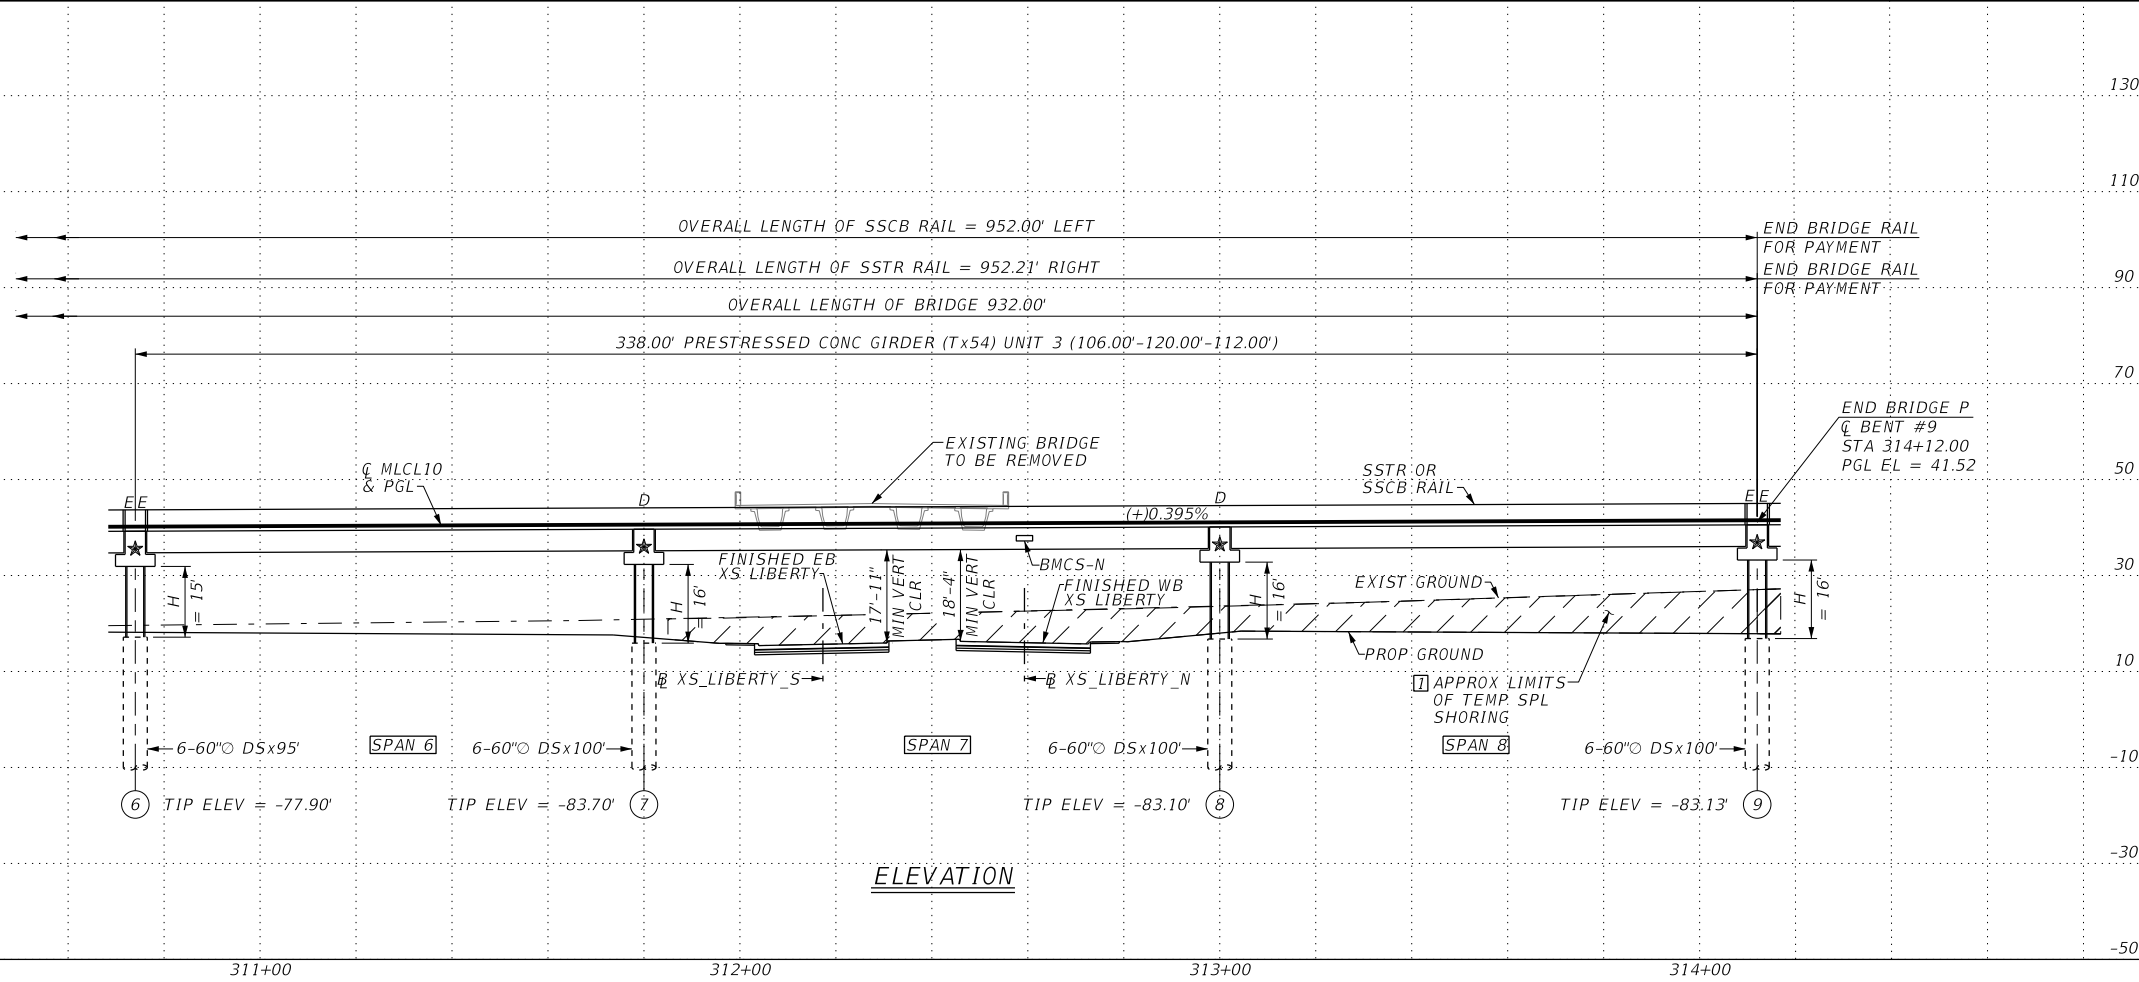 130
110
OVERALL LENGTH OF SSCB RAIL = 952.00' LEFT
END BRIDGE RAIL
FOR PAYMENT
OVERALL LENGTH OF SSTR RAIL = 952.21' RIGHT
END BRIDGE RAIL
FOR PAYMENT
90
OVERALL LENGTH OF BRIDGE 932.00'
338.00' PRESTRESSED CONC GIRDER (Tx54) UNIT 3 (106.00'-120.00'-112.00')
70
END BRIDGE P
℄ BENT #9
STA 314+12.00
PGL EL = 41.52
EXISTING BRIDGE
TO BE REMOVED
℄ MLCL10
& PGL
SSTR OR
SSCB RAIL
50
E E
D
D
E E
(+)0.395%
FINISHED EB
XS LIBERTY
17'-11"
MIN VERT
CLR
18'-4"
MIN VERT
CLR
BMCS-N
FINISHED WB
XS LIBERTY
EXIST GROUND
30
H
= 15'
H
= 16'
H
= 16'
H
= 16'
PROP GROUND
10
℄ XS_LIBERTY_S
℄ XS_LIBERTY_N
1 APPROX LIMITS
OF TEMP SPL
SHORING
6-60"∅ DSx95'
SPAN 6
6-60"∅ DSx100'
SPAN 7
6-60"∅ DSx100'
SPAN 8
6-60"∅ DSx100'
-10
6
TIP ELEV = -77.90'
TIP ELEV = -83.70'
7
TIP ELEV = -83.10'
8
TIP ELEV = -83.13'
9
-30
ELEVATION
-50
311+00
312+00
313+00
314+00